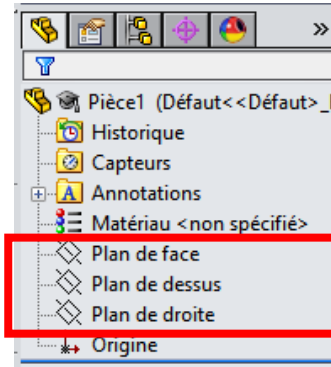 »
Pièce1 (Défaut<<Défaut>_
Historique
Capteurs
A Annotations
Matériau <non spécifié>
Plan de face
Plan de dessus
Plan de droite
Origine